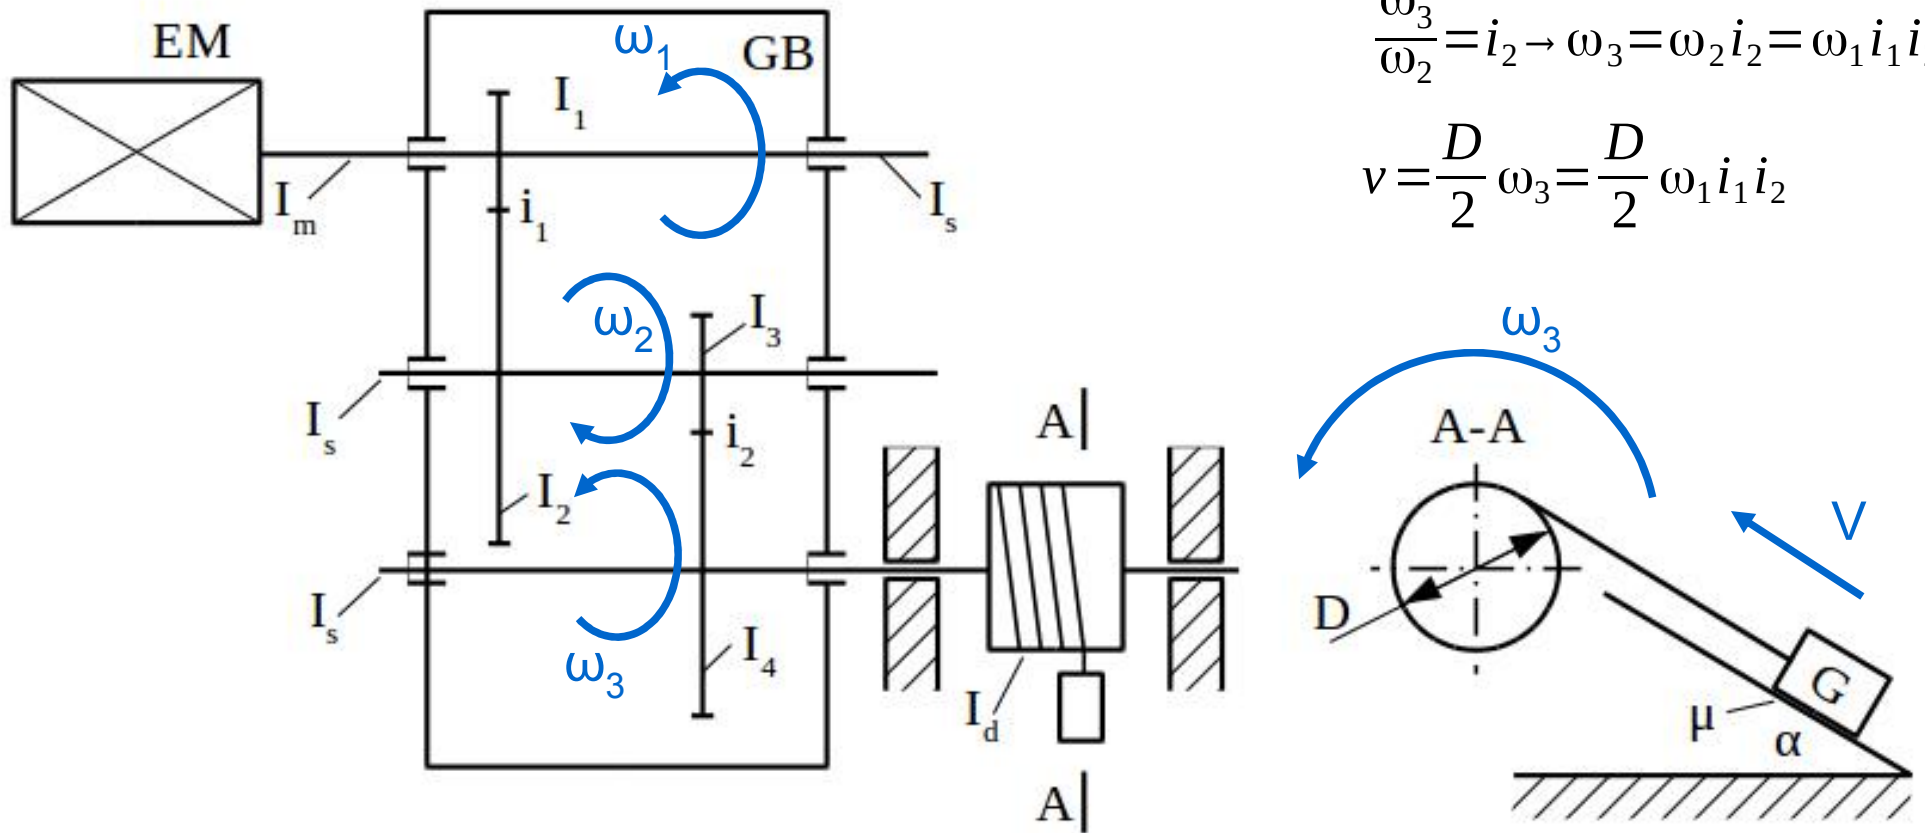 EM
GB
ω1
I1
Im
i1
Is
ω2
I3
Is
i2
I2
Is
ω3
I4
Id
A
A
ω3/ω2=i2→ω3=ω2i2=ω1i1i
v=D/2 ω3=D/2 ω1i1i2
ω3
A-A
V
D
G
μ
α